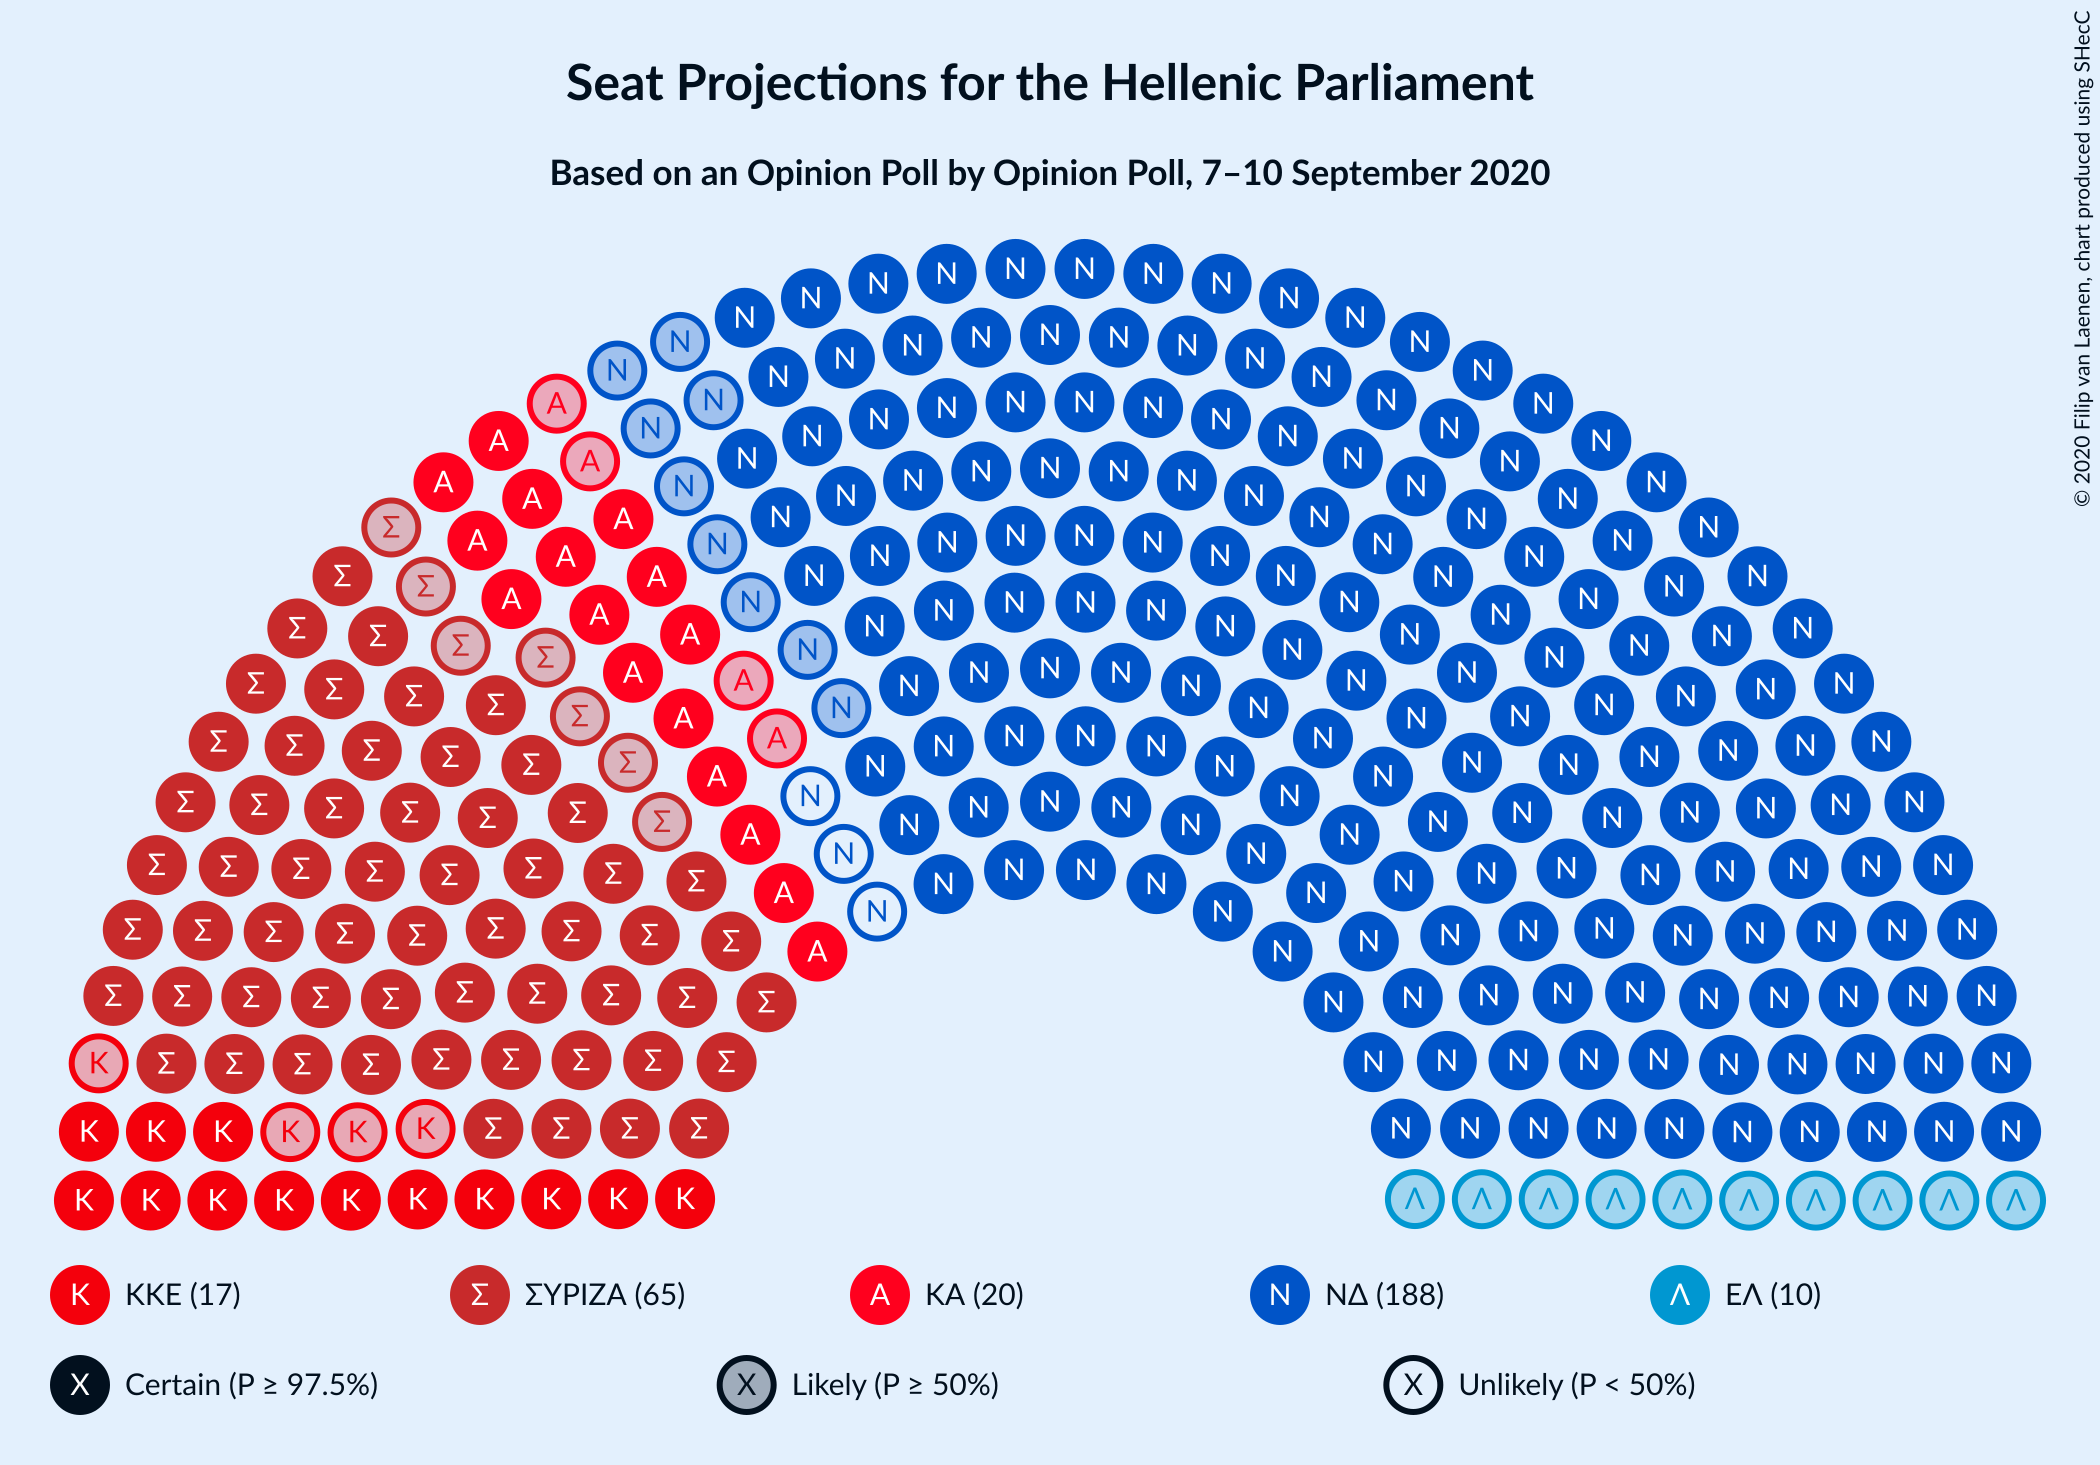 Seat Projections for the Hellenic Parliament
Based on an Opinion Poll by Opinion Poll, 7–10 September 2020
© 2020 Filip van Laenen, chart produced using SHecC
K ΚΚΕ (17)
Σ ΣΥΡΙΖΑ (65)
A ΚΑ (20)
N ΝΔ (188)
Λ ΕΛ (10)
X Certain (P ≥ 97.5%)
X Likely (P ≥ 50%)
X Unlikely (P < 50%)